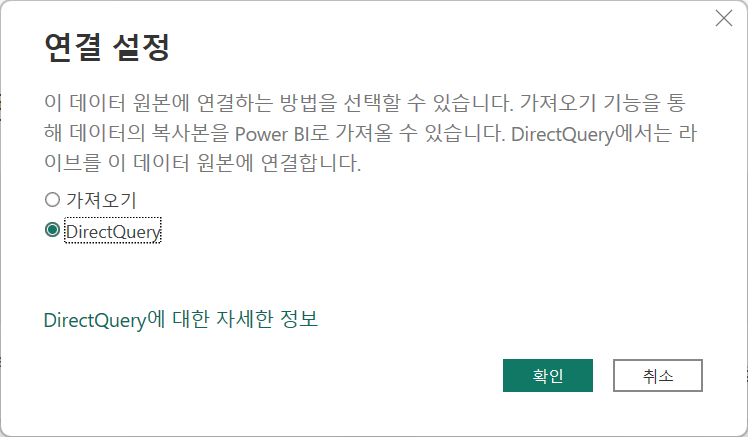 연결 설정
이 데이터 원본에 연결하는 방법을 선택할 수 있습니다. 가져오기 기능을 통
해 데이터의 복사본을 Power BI로 가져올 수 있습니다. DirectQuery에서는 라
이브를 이 데이터 원본에 연결합니다.
가져오기
DirectQuery
DirectQuery에 대한 자세한 정보
확인 취소